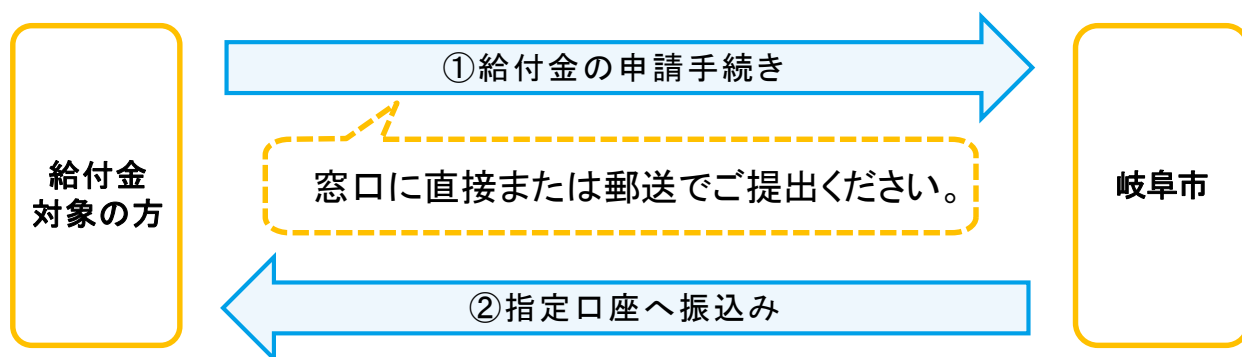 ①給付金の申請手続き
給付金
対象の方
窓口に直接または郵送でご提出ください。
岐阜市
②指定口座へ振込み